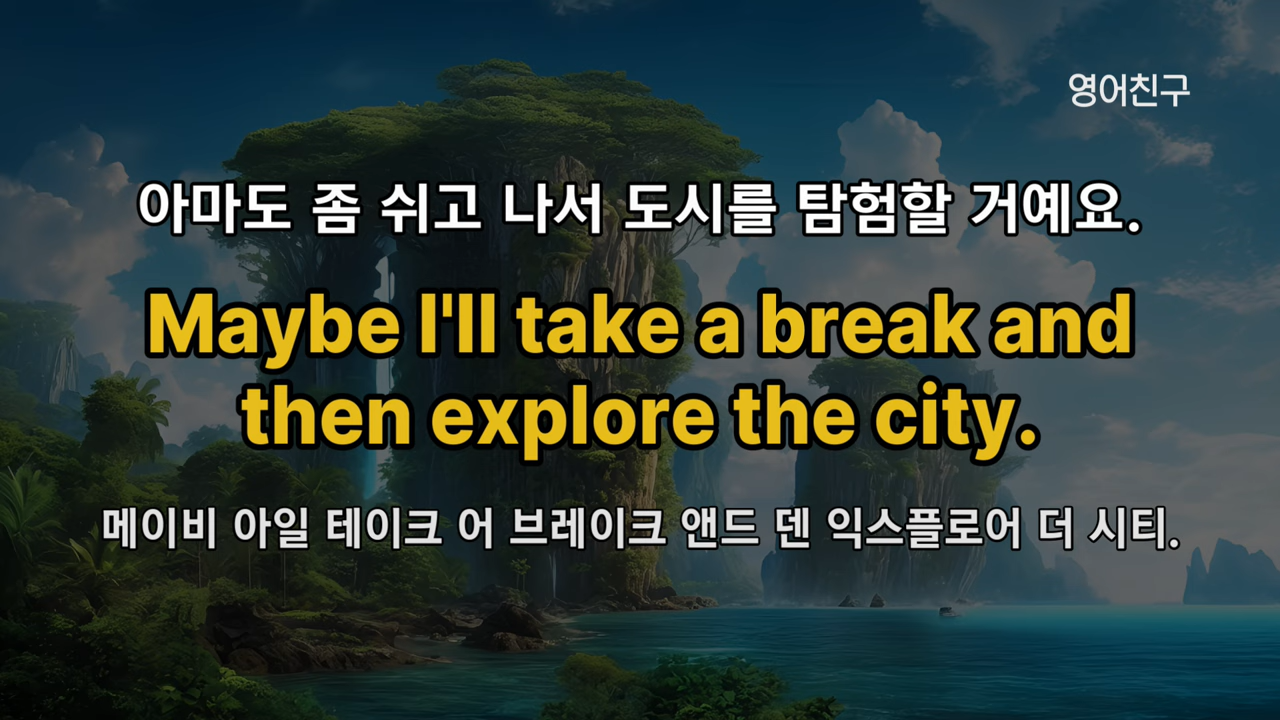 영어친구
아마도 좀 쉬고 나서 도시를 탐험할 거예요.
Maybe I'll take a break and
then explore the city.
메이비 아일 테이크 어 브레이크 앤드 덴 익스플로어 더 시티.